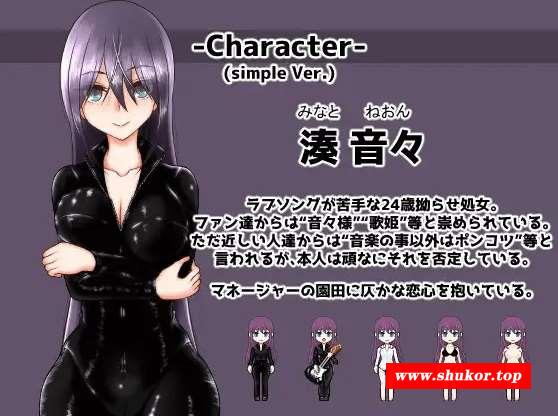 -Character-
(simple Ver.)
みなと ねおん
湊 音々
ラブソングが苦手な24歳拗らせ処女。
ファン達からは“音々様”“歌姫”等と崇められている。
ただ近しい人達からは“音楽の事以外はポンコツ”等と
言われるが、本人は頑なにそれを否定している。
マネージャーの園田に仄かな恋心を抱いている。
www.shukor.top